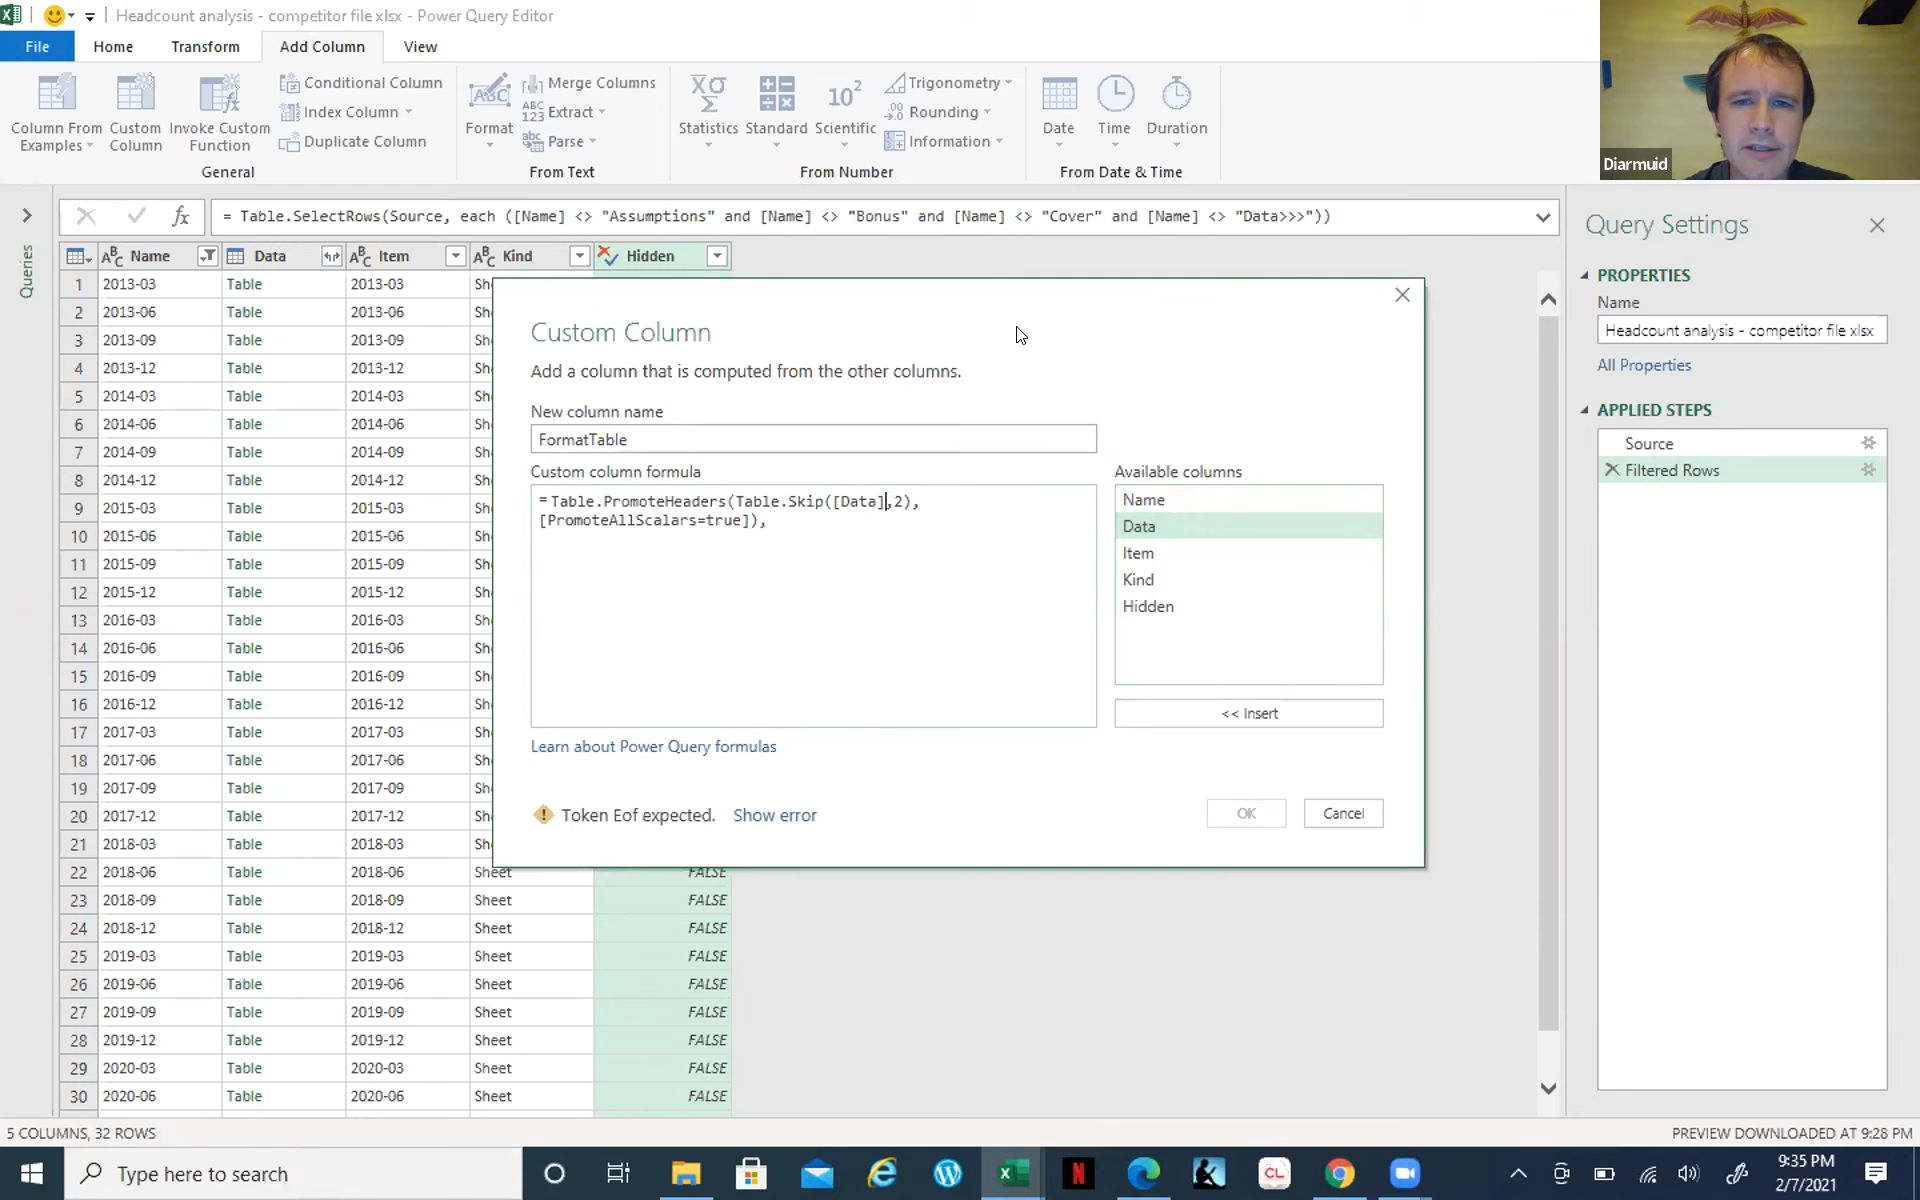 Headcount analysis - competitor file xlsx - Power Query Editor
File Home Transform Add Column View
Column From Examples
Custom Column
Invoke Custom Function
Conditional Column
Index Column
Duplicate Column
General
Format
Merge Columns
Extract
Parse
From Text
Statistics
Standard
Scientific
Trigonometry
Rounding
Information
From Number
Date
Time
Duration
From Date & Time
Diarmuid
= Table.SelectRows(Source, each ([Name] <> "Assumptions" and [Name] <> "Bonus" and [Name] <> "Cover" and [Name] <> "Data>>>"))
Queries
Name Data Item Kind Hidden
1 2013-03 Table 2013-03
2 2013-06 Table 2013-06
3 2013-09 Table 2013-09
4 2013-12 Table 2013-12
5 2014-03 Table 2014-03
6 2014-06 Table 2014-06
7 2014-09 Table 2014-09
8 2014-12 Table 2014-12
9 2015-03 Table 2015-03
10 2015-06 Table 2015-06
11 2015-09 Table 2015-09
12 2015-12 Table 2015-12
13 2016-03 Table 2016-03
14 2016-06 Table 2016-06
15 2016-09 Table 2016-09
16 2016-12 Table 2016-12
17 2017-03 Table 2017-03
18 2017-06 Table 2017-06
19 2017-09 Table 2017-09
20 2017-12 Table 2017-12
21 2018-03 Table 2018-03
22 2018-06 Table 2018-06 Sheet FALSE
23 2018-09 Table 2018-09 Sheet FALSE
24 2018-12 Table 2018-12 Sheet FALSE
25 2019-03 Table 2019-03 Sheet FALSE
26 2019-06 Table 2019-06 Sheet FALSE
27 2019-09 Table 2019-09 Sheet FALSE
28 2019-12 Table 2019-12 Sheet FALSE
29 2020-03 Table 2020-03 Sheet FALSE
30 2020-06 Table 2020-06 Sheet FALSE
Custom Column
Add a column that is computed from the other columns.
New column name
FormatTable
Custom column formula
= Table.PromoteHeaders(Table.Skip([Data],2),
[PromoteAllScalars=true]),
Available columns
Name
Data
Item
Kind
Hidden
<< Insert
Learn about Power Query formulas
Token Eof expected. Show error
OK Cancel
Query Settings
PROPERTIES
Name
Headcount analysis - competitor file xlsx
All Properties
APPLIED STEPS
Source
Filtered Rows
5 COLUMNS, 32 ROWS
PREVIEW DOWNLOADED AT 9:28 PM
Type here to search
CL
9:35 PM
2/7/2021